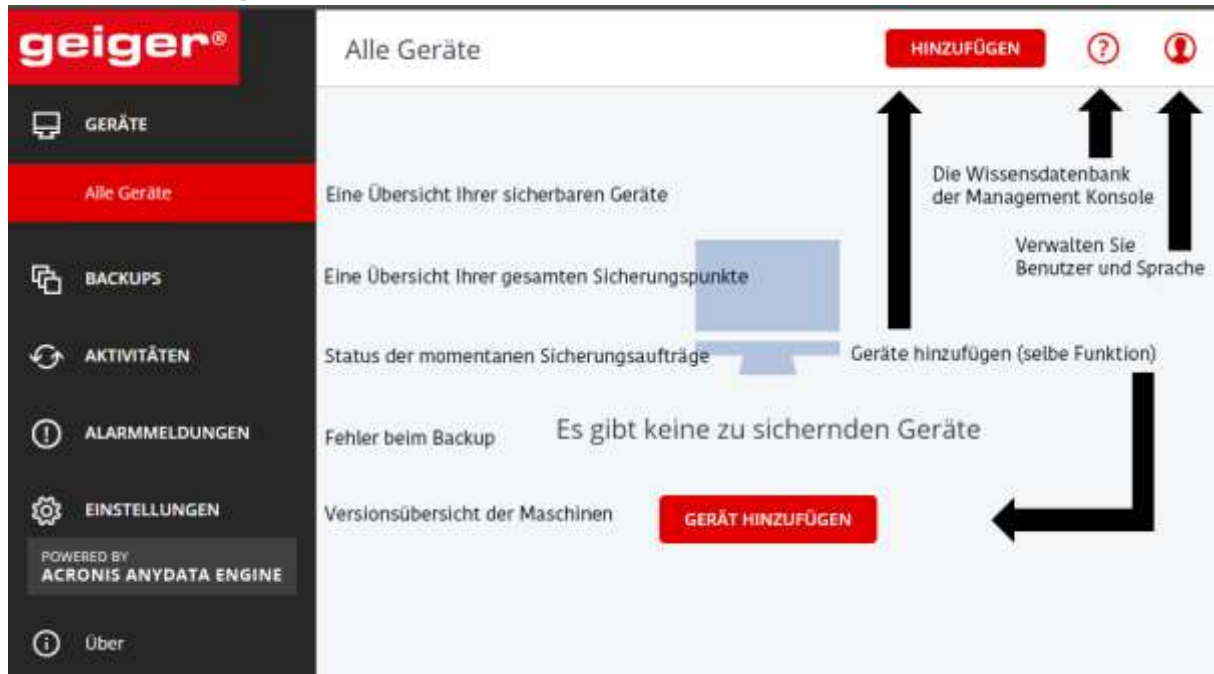 geiger®
Alle Geräte
HINZUFÜGEN
?
GERÄTE
Alle Geräte
Eine Übersicht Ihrer sicherbaren Geräte
Die Wissensdatenbank
der Management Konsole
Verwalten Sie
Benutzer und Sprache
BACKUPS
Eine Übersicht Ihrer gesamten Sicherungspunkte
AKTIVITÄTEN
Status der momentanen Sicherungsaufträge
Geräte hinzufügen (selbe Funktion)
ALARMMELDUNGEN
Fehler beim Backup
Es gibt keine zu sichernden Geräte
EINSTELLUNGEN
Versionsübersicht der Maschinen
GERÄT HINZUFÜGEN
POWERED BY
ACRONIS ANYDATA ENGINE
Über